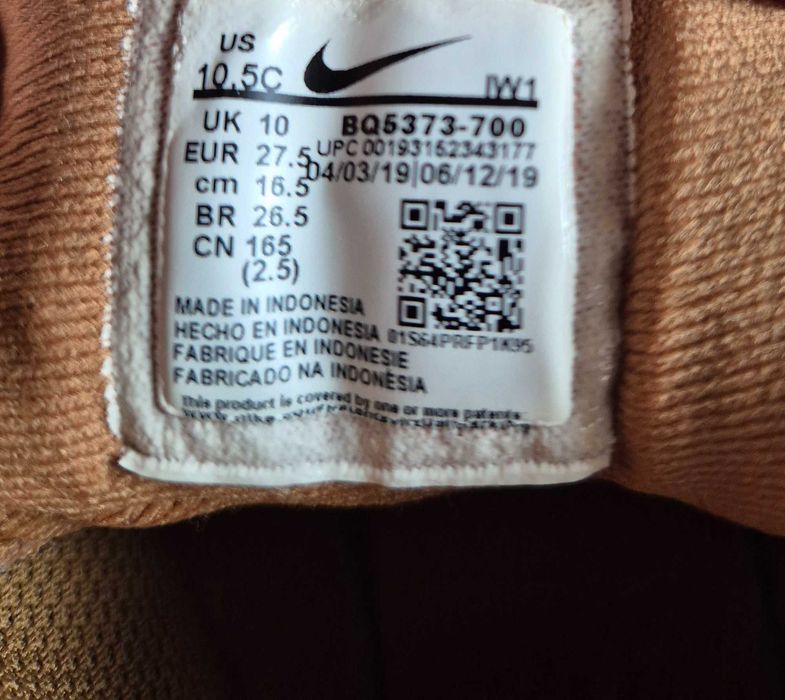 US
10.5C IW1
UK 10 BQ5373-700
EUR 27.5 UPC 00193152343177
cm 16.5 04/03/19|06/12/19
BR 26.5
CN 165
(2.5)
MADE IN INDONESIA
HECHO EN INDONESIA 01S64PRFP1K95
FABRIQUE EN INDONESIE
FABRICADO NA INDONÉSIA
this product is covered by one or more patents: